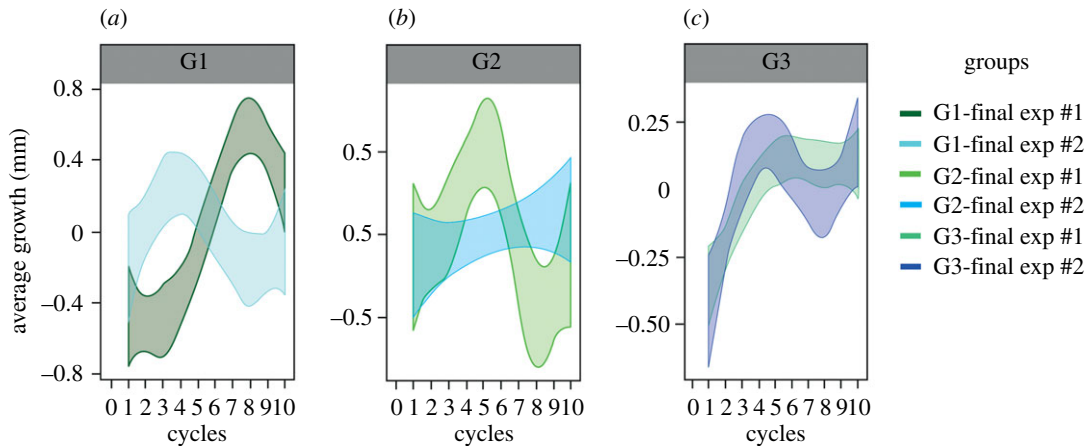 (a) (b) (c)
G1 G2 G3
groups
G1-final exp #1
G1-final exp #2
G2-final exp #1
G2-final exp #2
G3-final exp #1
G3-final exp #2
average growth (mm)
0.8
0.4
0
–0.4
–0.8
0.5
0.5
–0.5
0.25
0
–0.25
–0.50
0 1 2 3 4 5 6 7 8 9 10
0 1 2 3 4 5 6 7 8 9 10
0 1 2 3 4 5 6 7 8 9 10
cycles cycles cycles